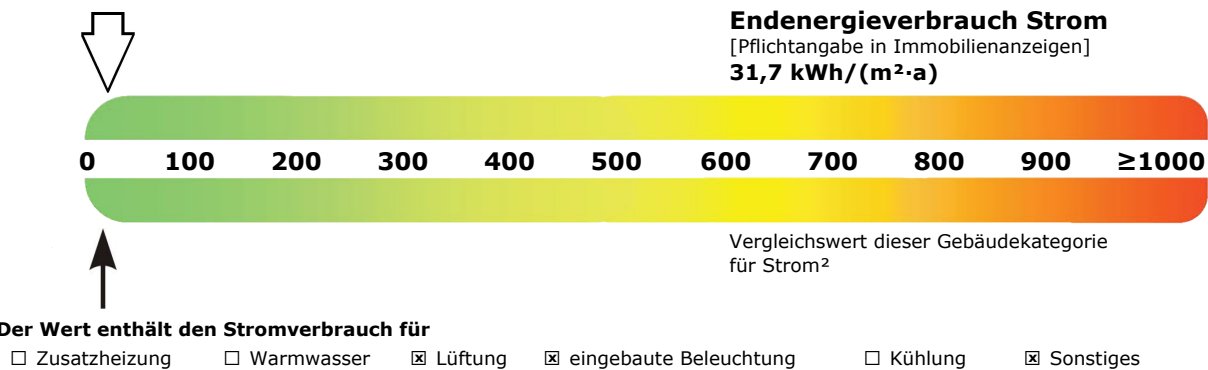 Endenergieverbrauch Strom
[Pflichtangabe in Immobilienanzeigen]
31,7 kWh/(m²·a)
0 100 200 300 400 500 600 700 800 900 ≥1000
Vergleichswert dieser Gebäudekategorie
für Strom²
Der Wert enthält den Stromverbrauch für
☐ Zusatzheizung ☐ Warmwasser ☒ Lüftung ☒ eingebaute Beleuchtung ☐ Kühlung ☒ Sonstiges